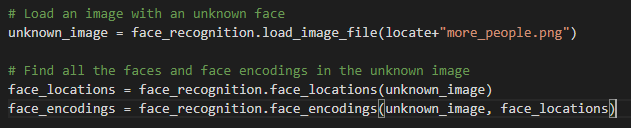 # Load an image with an unknown face
unknown_image = face_recognition.load_image_file(locate+"more_people.png")
# Find all the faces and face encodings in the unknown image
face_locations = face_recognition.face_locations(unknown_image)
face_encodings = face_recognition.face_encodings(unknown_image, face_locations)